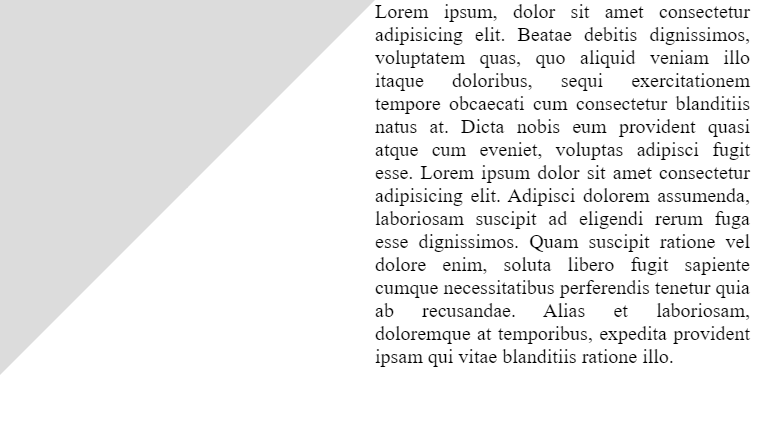 Lorem ipsum, dolor sit amet consectetur
adipisicing elit. Beatae debitis dignissimos,
voluptatem quas, quo aliquid veniam illo
itaque doloribus, sequi exercitationem
tempore obcaecati cum consectetur blanditiis
natus at. Dicta nobis eum provident quasi
atque cum eveniet, voluptas adipisci fugit
esse. Lorem ipsum dolor sit amet consectetur
adipisicing elit. Adipisci dolorem assumenda,
laboriosam suscipit ad eligendi rerum fuga
esse dignissimos. Quam suscipit ratione vel
dolore enim, soluta libero fugit sapiente
cumque necessitatibus perferendis tenetur quia
ab recusandae. Alias et laboriosam,
doloremque at temporibus, expedita provident
ipsam qui vitae blanditiis ratione illo.